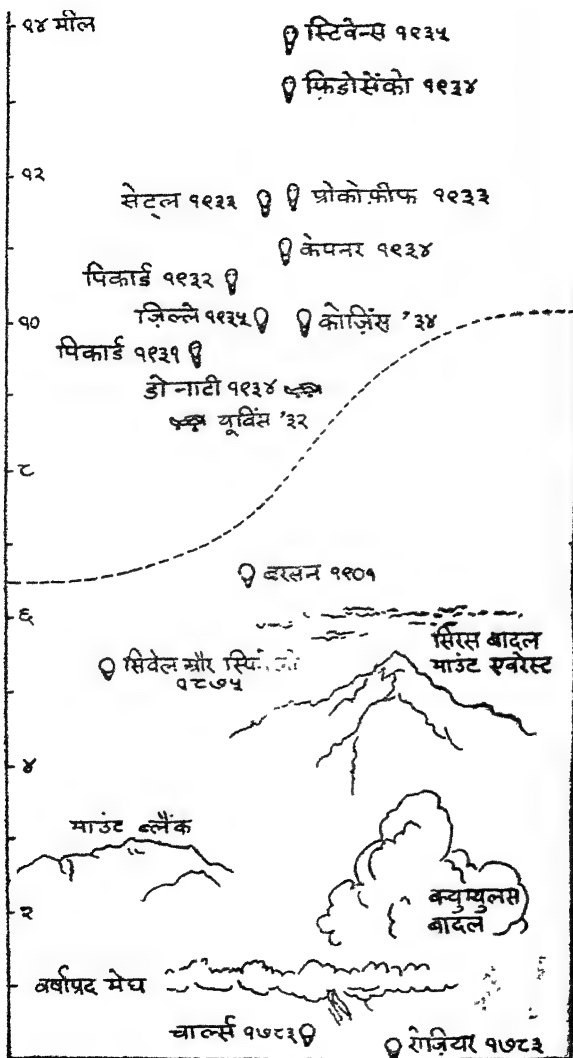 १४ मील
स्टिवेन्स १९३५
फ़िडोसेंको १९३४
१२
सेट्ल १९३३ प्रोकोफ़ीफ १९३३
केपनर १९३४
पिकार्ड १९३२
१०
ज़िल्ले १९३५ कोज़िंस '३४
पिकार्ड १९३१
डोनाटी १९३४
यूविंस '३२
८
बरसन १९०१
६
सिरस बादल
सिवेल और
माउंट एवरेस्ट
१८७५
४
माउंट ब्लैंक
क्युम्युलस
२
बादल
वर्षाप्रद मेघ
चार्ल्स १७८३
रोज़ियर १७८३